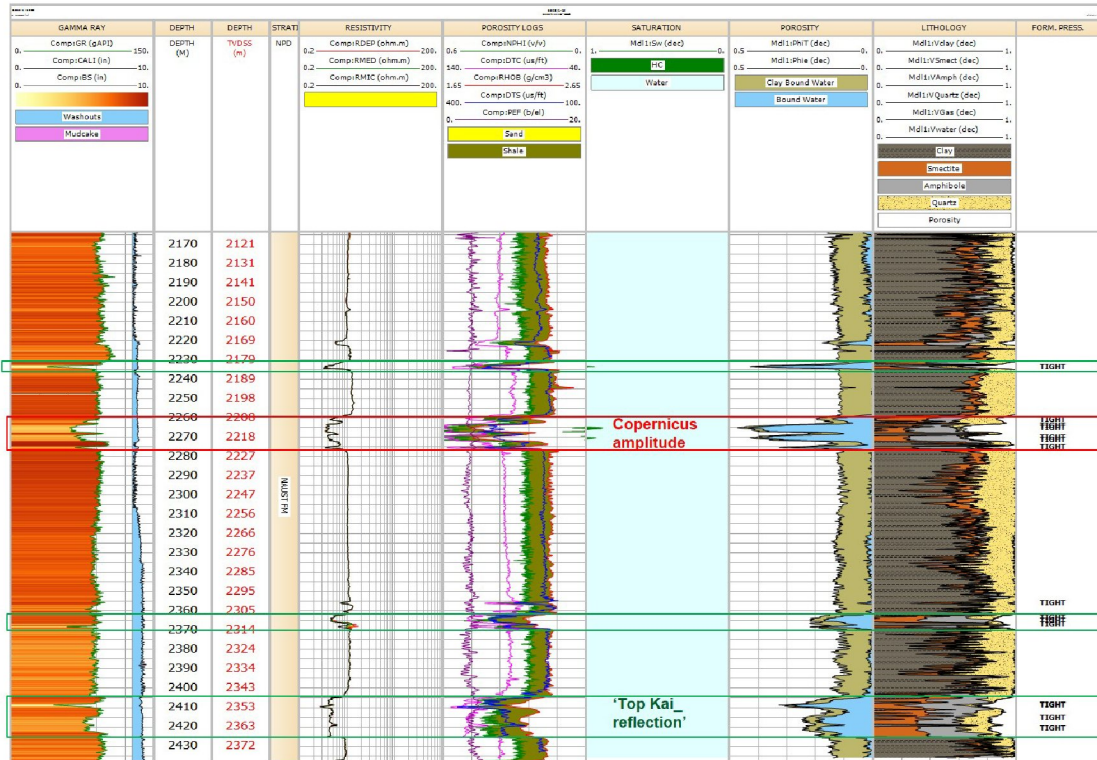 GAMMA RAY
Comp:GR (gAPI)
0. 150.
Comp:CALI (in)
0. 10.
Comp:BS (in)
0. 10.
Washouts
Mudcake
DEPTH
DEPTH
(M)
DEPTH
TVDSS
(m)
STRATI
NPD
RESISTIVITY
Comp:RDEP (ohm.m)
0.2 200.
Comp:RMED (ohm.m)
0.2 200.
Comp:RMIC (ohm.m)
0.2 200.
POROSITY LOGS
Comp:NPHI (v/v)
0.6 0.
Comp:DTC (us/ft)
140. 40.
Comp:RHOB (g/cm3)
1.65 2.65
Comp:DTS (us/ft)
400. 100.
Comp:PEF (b/el)
0. 20.
Sand
Shale
SATURATION
Mdl1:Sw (dec)
1. 0.
HC
Water
POROSITY
Mdl1:PhiT (dec)
0.5 0.
Mdl1:Phie (dec)
0.5 0.
Clay Bound Water
Bound Water
LITHOLOGY
Mdl1:Vclay (dec)
0. 1.
Mdl1:VSmect (dec)
0. 1.
Mdl1:VAmph (dec)
0. 1.
Mdl1:VQuartz (dec)
0. 1.
Mdl1:VGas (dec)
0. 1.
Mdl1:Vwater (dec)
0. 1.
Clay
Smectite
Amphibole
Quartz
Porosity
FORM. PRESS.
2170 2121
2180 2131
2190 2141
2200 2150
2210 2160
2220 2169
2230 2179
TIGHT
2240 2189
2250 2198
2260 2208
TIGHT
TIGHT
Copernicus
amplitude
2270 2218
TIGHT
TIGHT
2280 2227
2290 2237
2300 2247
NAUST FM
2310 2256
2320 2266
2330 2276
2340 2285
2350 2295
2360 2305
TIGHT
TIGHT
TIGHT
2370 2314
2380 2324
2390 2334
2400 2343
2410 2353
TIGHT
'Top Kai_
reflection'
TIGHT
2420 2363
TIGHT
2430 2372